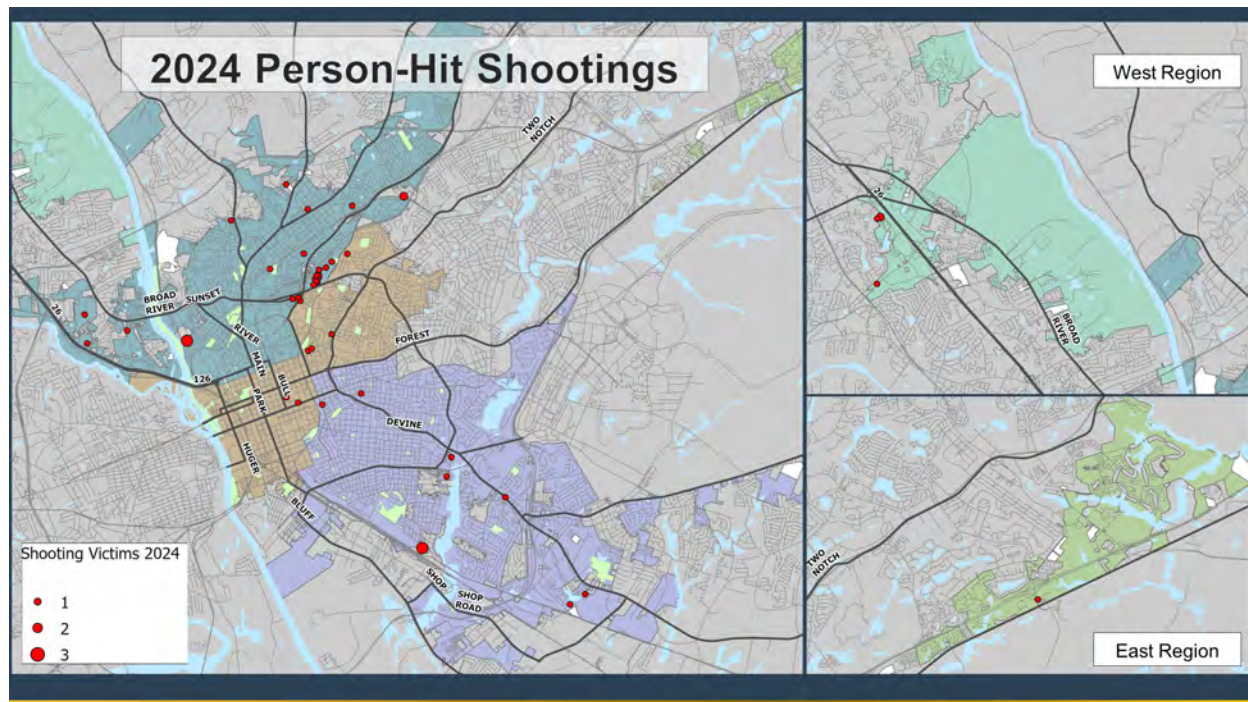 2024 Person-Hit Shootings
TWO
NOTCH
BROAD
RIVER
SUNSET
26
RIVER
126
MAIN
BULL
PARK
HUGER
FOREST
DEVINE
BLUFF
SHOP
SHOP
ROAD
Shooting Victims 2024
1
2
3
West Region
26
BROAD
RIVER
TWO
NOTCH
East Region